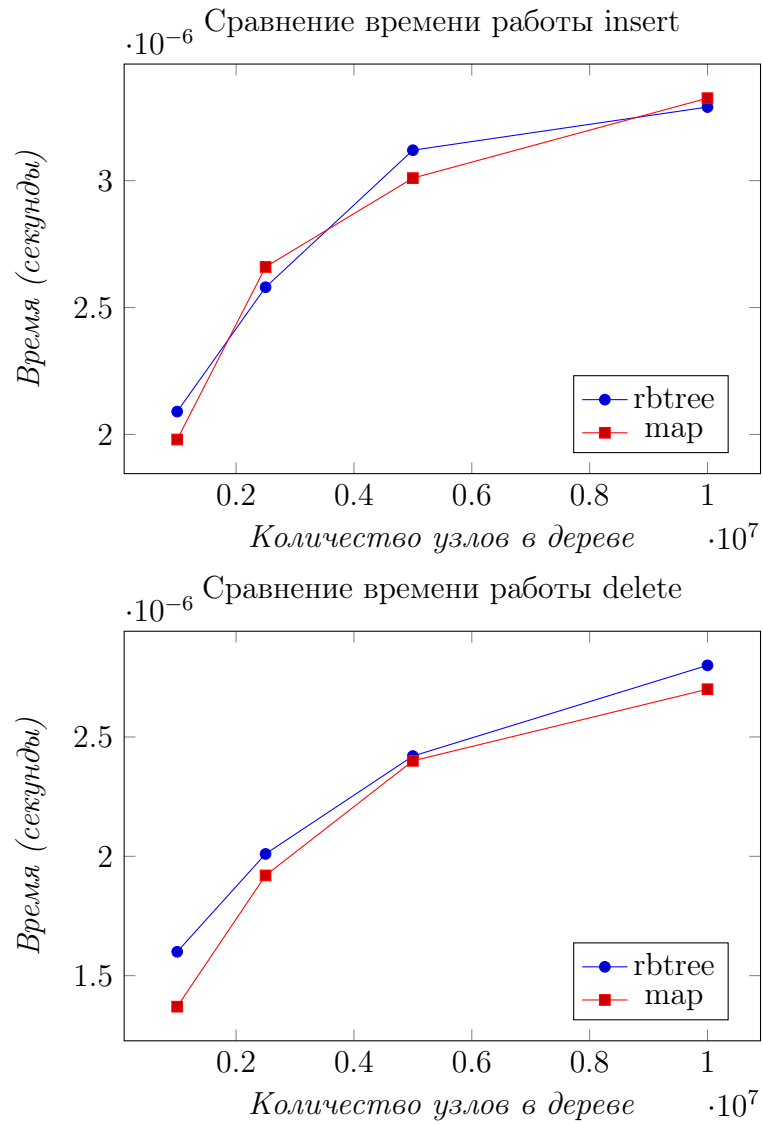 Сравнение времени работы insert
·10⁻⁶
3
2.5
2
Время (секунды)
rbtree
map
0.2 0.4 0.6 0.8 1
Количество узлов в дереве ·10⁷
Сравнение времени работы delete
·10⁻⁶
2.5
2
1.5
Время (секунды)
rbtree
map
0.2 0.4 0.6 0.8 1
Количество узлов в дереве ·10⁷